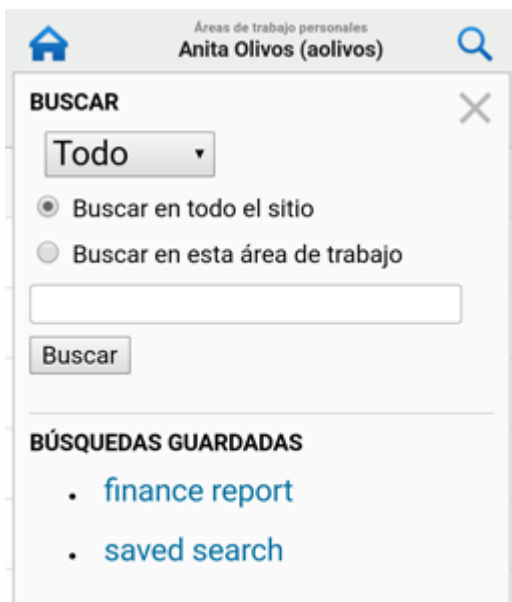 Áreas de trabajo personales
Anita Olivos (aolivos)
BUSCAR
Todo
Buscar en todo el sitio
Buscar en esta área de trabajo
Buscar
BÚSQUEDAS GUARDADAS
finance report
saved search